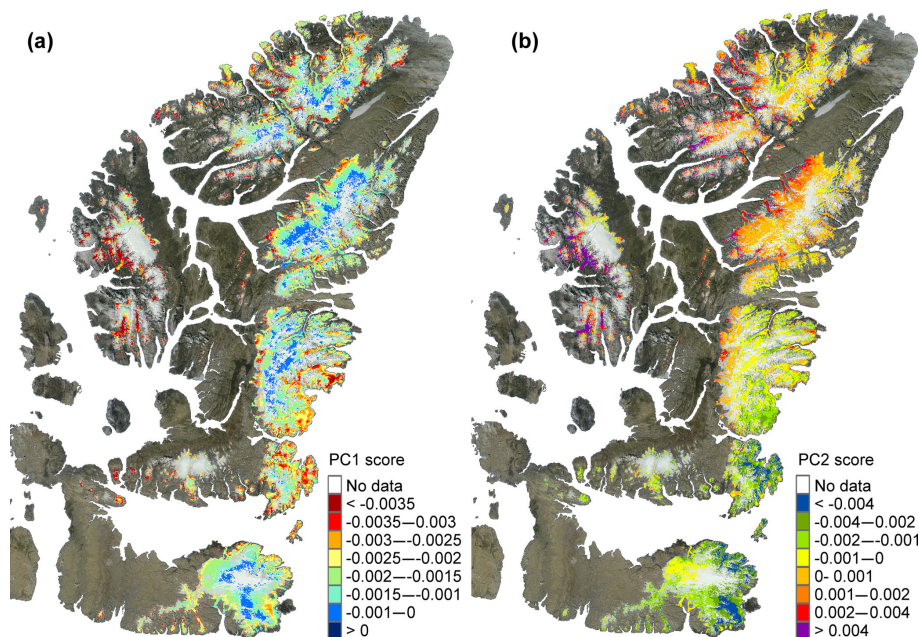 (a)
(b)
PC1 score
No data
< -0.0035
-0.0035—-0.003
-0.003—-0.0025
-0.0025—-0.002
-0.002—-0.0015
-0.0015—-0.001
-0.001—0
> 0
PC2 score
No data
< -0.004
-0.004—-0.002
-0.002—-0.001
-0.001—0
0- 0.001
0.001—0.002
0.002—0.004
> 0.004